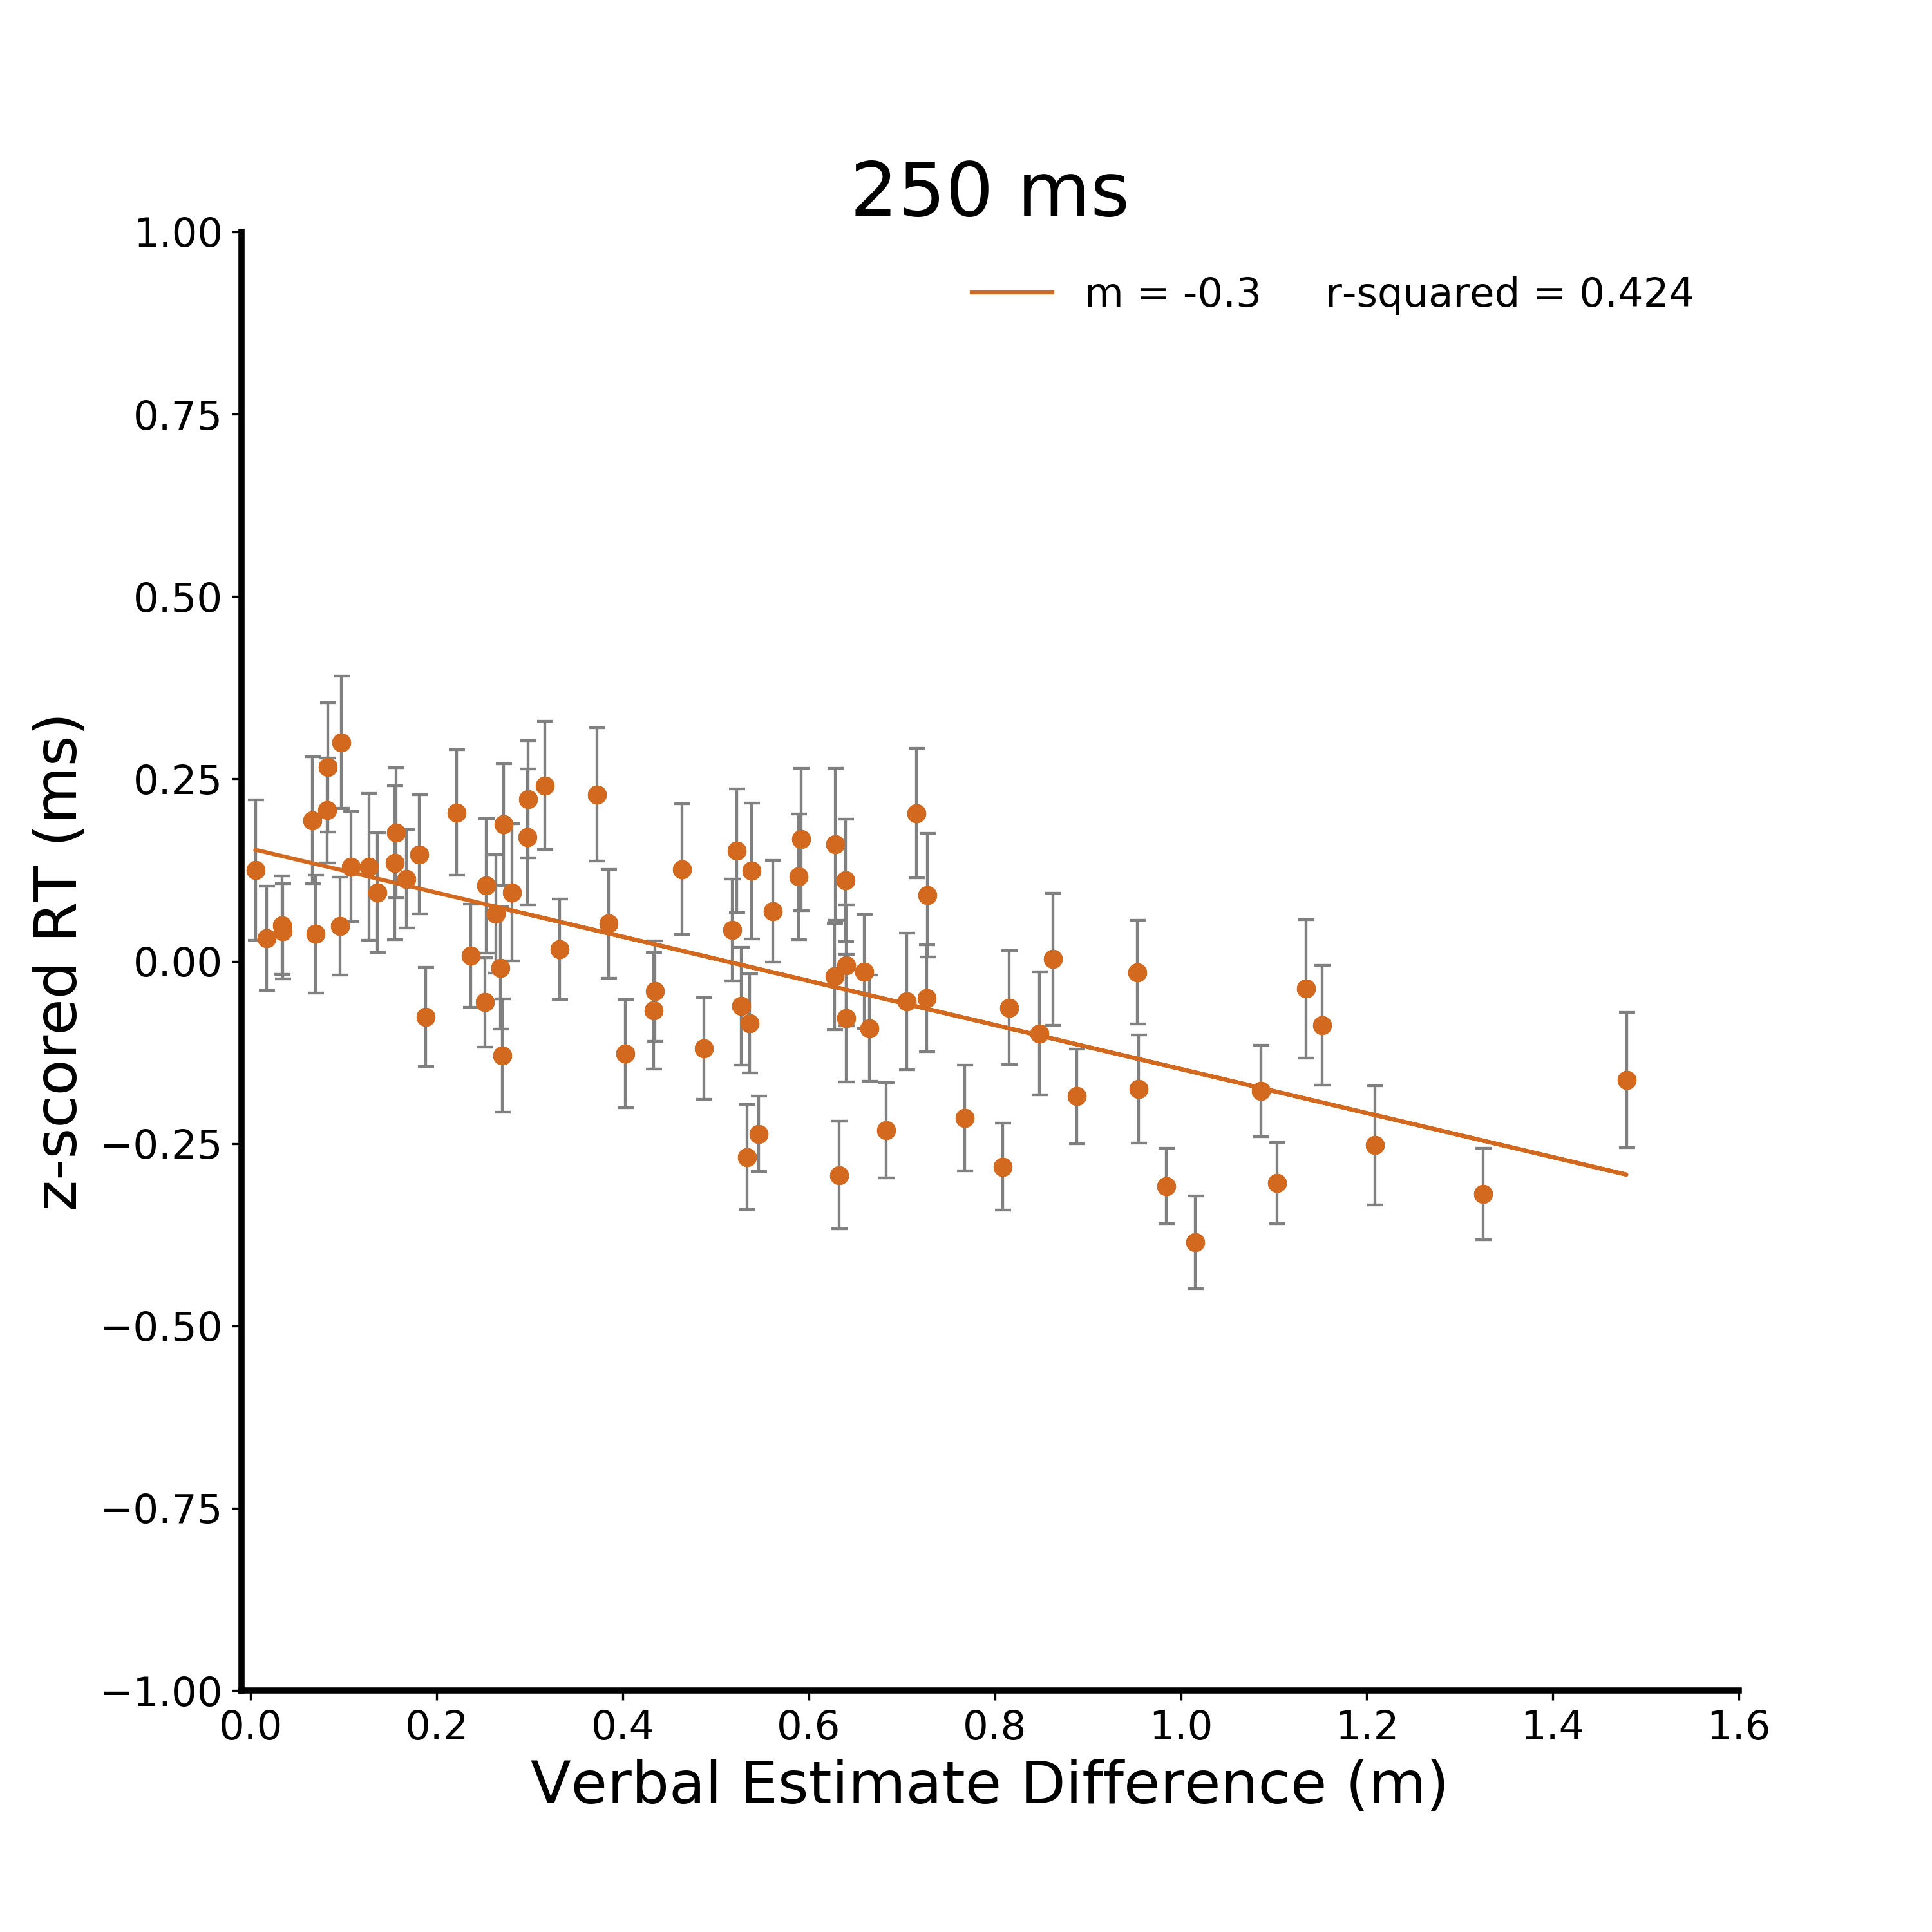 250 ms
m = -0.3 r-squared = 0.424
1.00
0.75
0.50
0.25
0.00
−0.25
−0.50
−0.75
−1.00
z-scored RT (ms)
0.0 0.2 0.4 0.6 0.8 1.0 1.2 1.4 1.6
Verbal Estimate Difference (m)